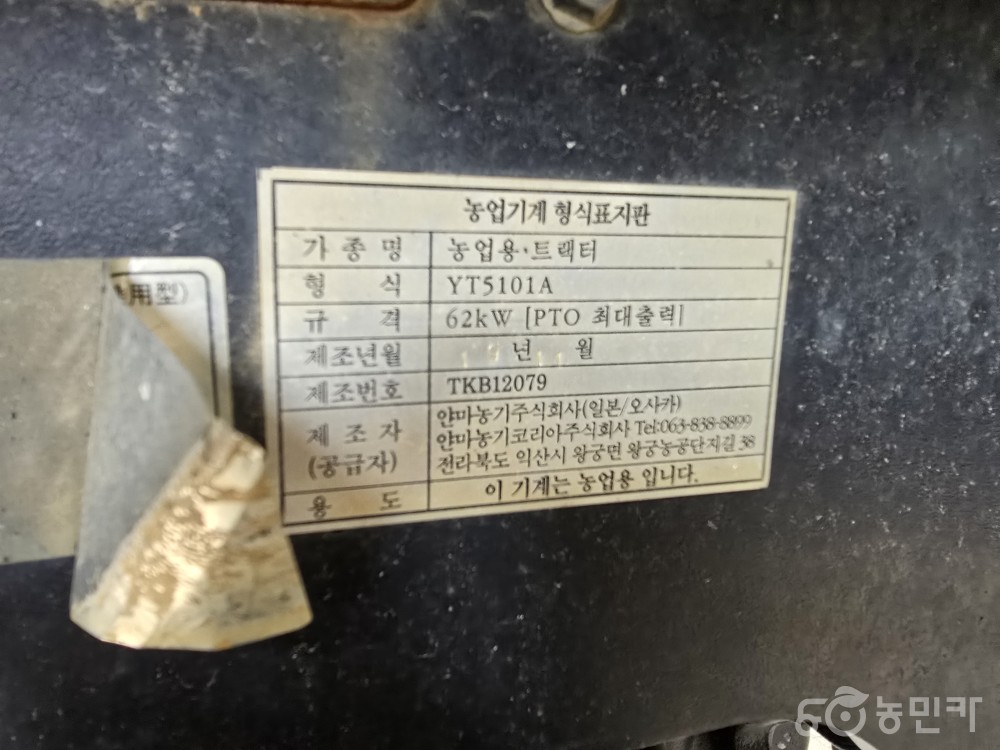 농업기계 형식표지판
가 종 명 농업용·트랙터
형 식 YT5101A
규 격 62kW [PTO 최대출력]
제조년월 년 월
제조번호 TKB12079
제 조 자 (공급자) 얀마농기주식회사(일본/오사카)
얀마농기코리아주식회사 Tel:063-838-8899
전라북도 익산시 왕궁면 왕궁농공단지길 38
용 도 이 기계는 농업용 입니다.
用型)
농민카